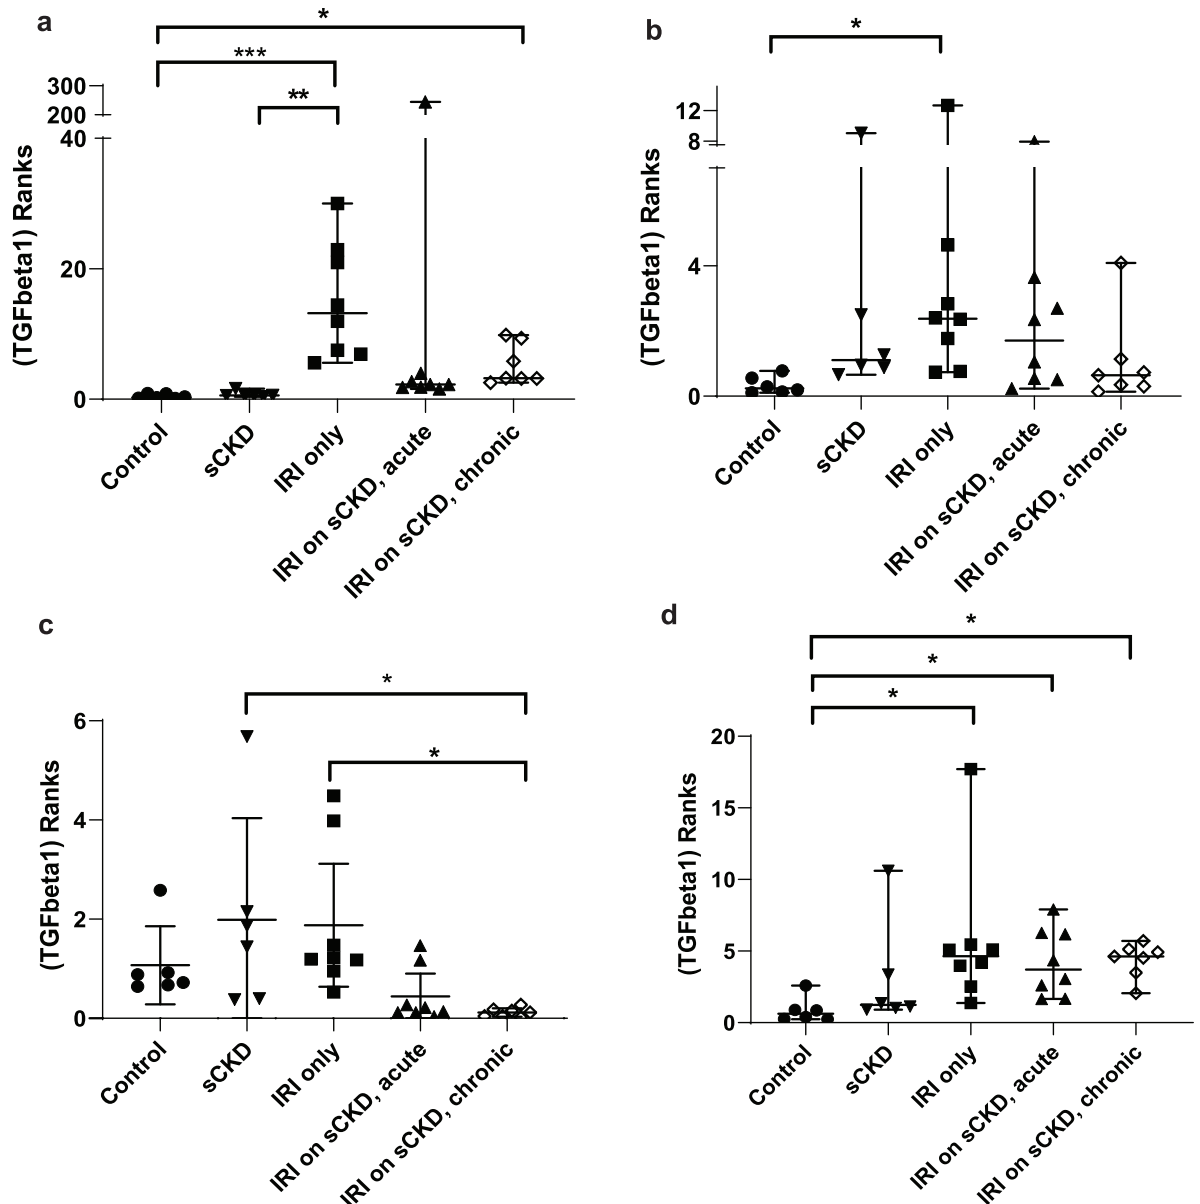 a
*
***
**
300
200
40
20
0
(TGFbeta1) Ranks
Control
sCKD
IRI only
IRI on sCKD, acute
IRI on sCKD, chronic
b
*
12
8
4
0
(TGFbeta1) Ranks
Control
sCKD
IRI only
IRI on sCKD, acute
IRI on sCKD, chronic
c
*
*
6
4
2
0
(TGFbeta1) Ranks
Control
sCKD
IRI only
IRI on sCKD, acute
IRI on sCKD, chronic
d
*
*
*
20
15
10
5
0
(TGFbeta1) Ranks
Control
sCKD
IRI only
IRI on sCKD, acute
IRI on sCKD, chronic